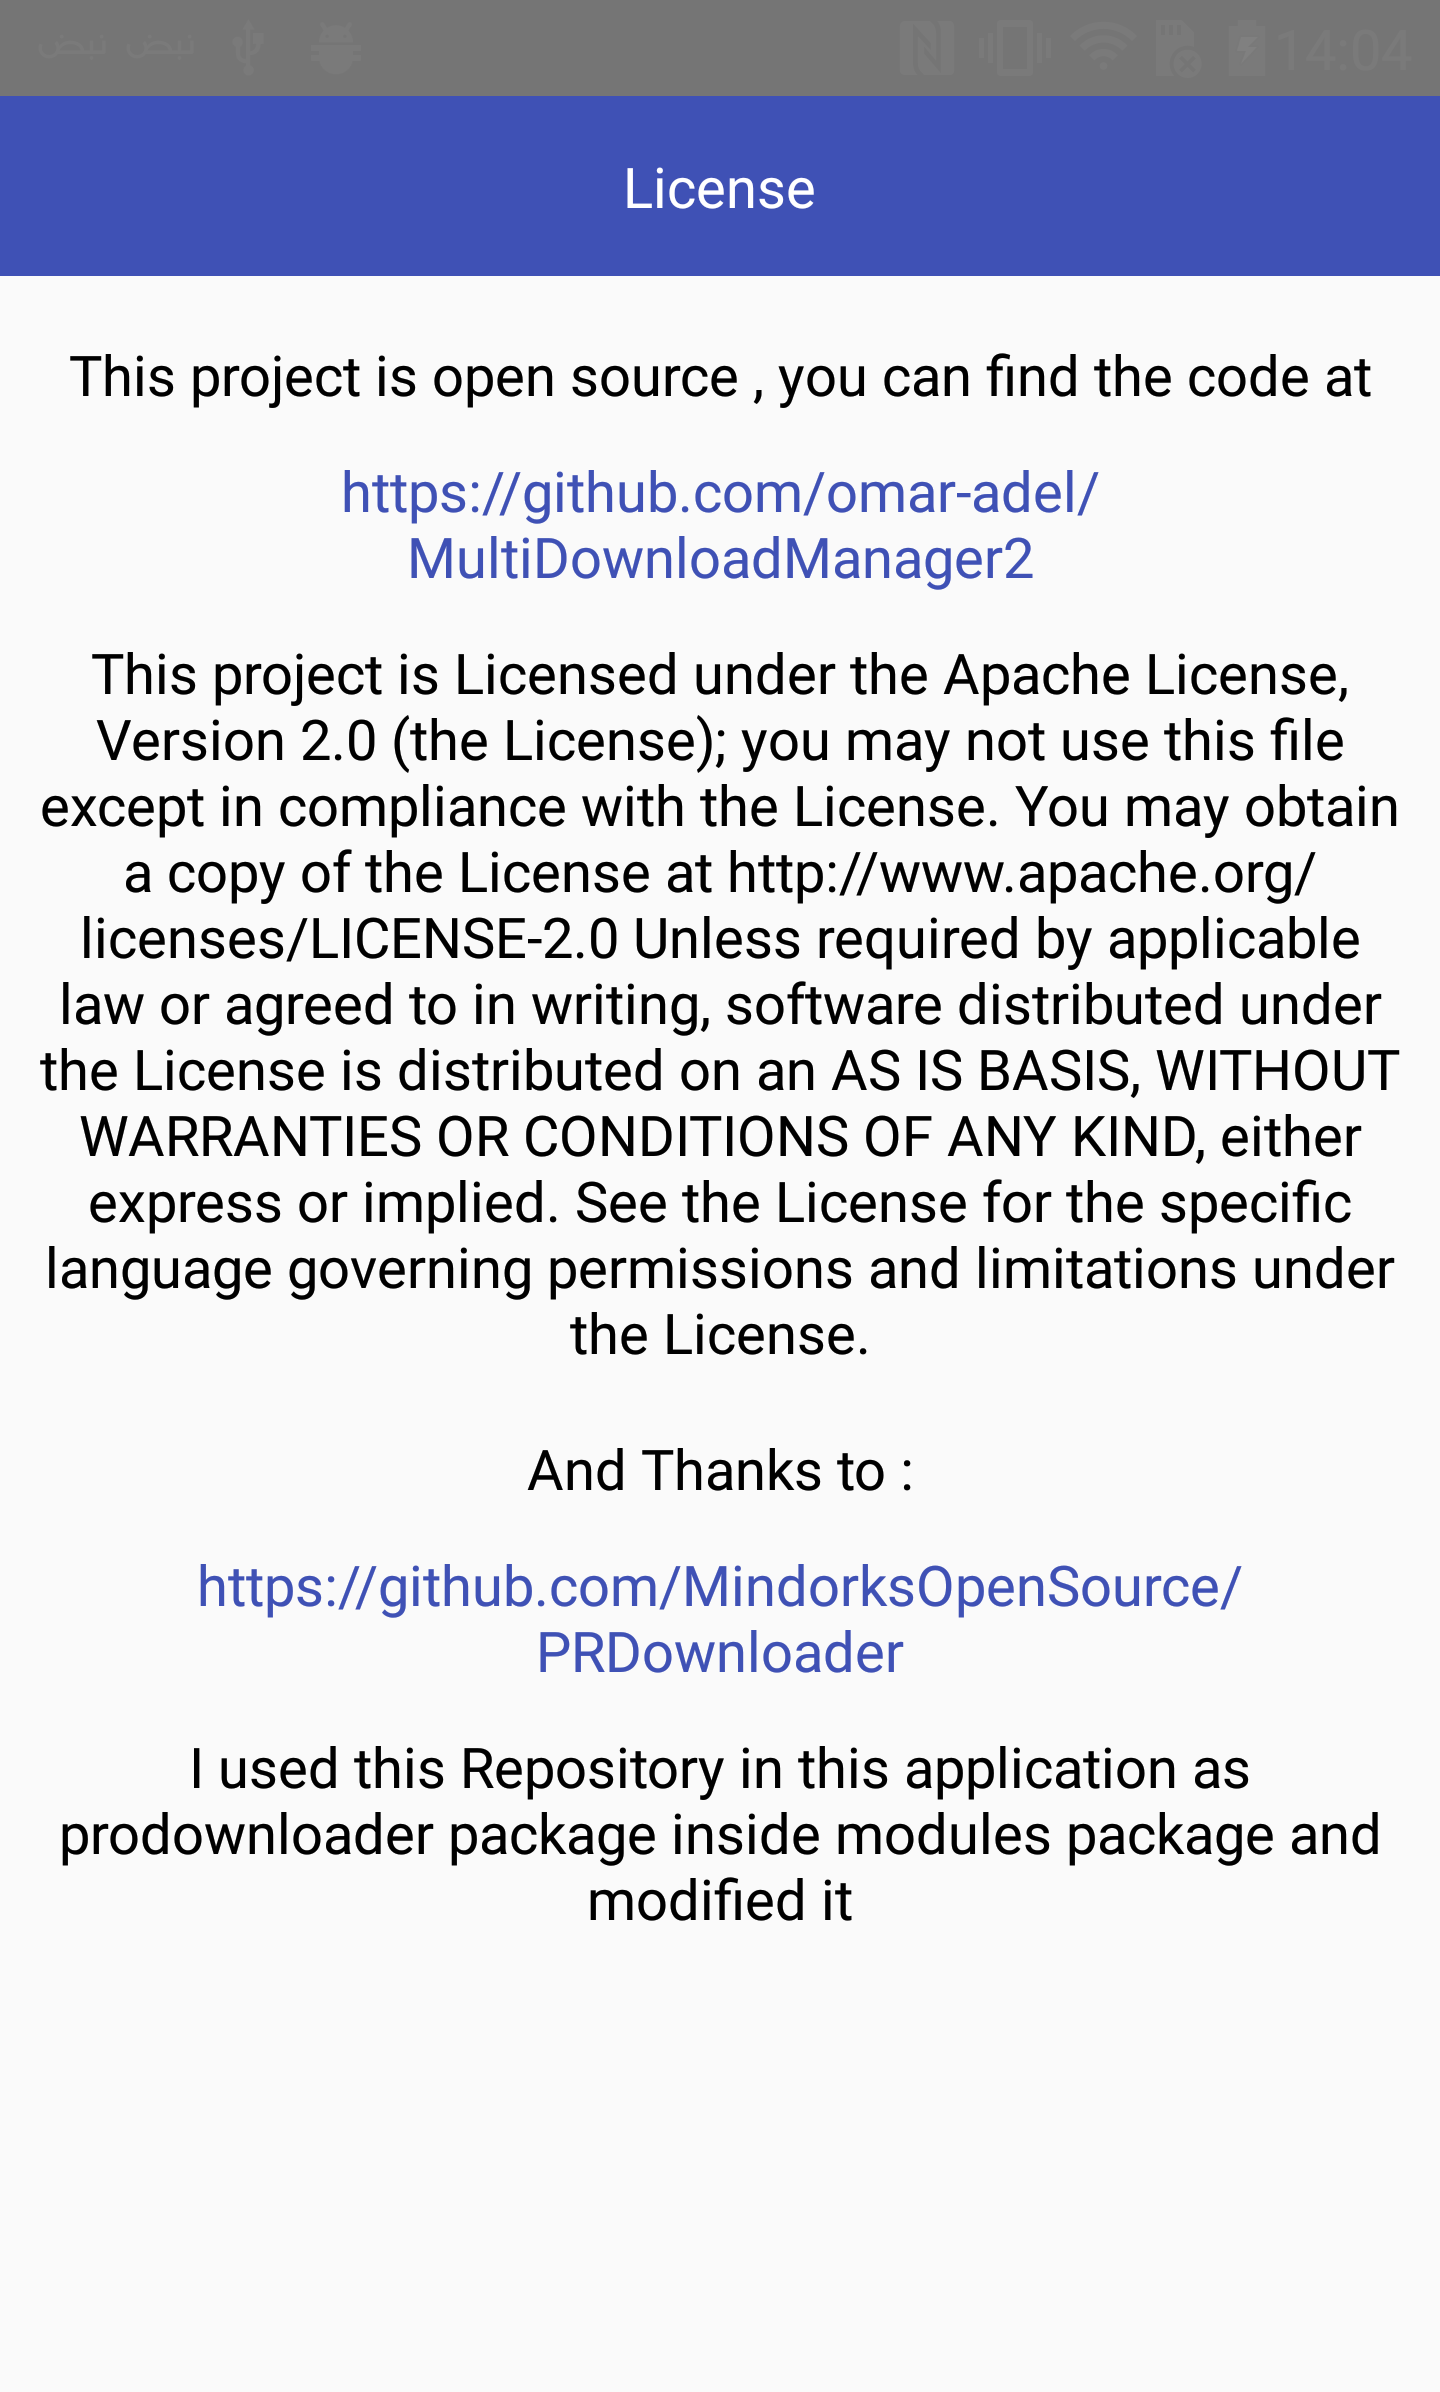 نبض نبض 14:04
License
This project is open source , you can find the code at
https://github.com/omar-adel/
MultiDownloadManager2
This project is Licensed under the Apache License,
Version 2.0 (the License); you may not use this file
except in compliance with the License. You may obtain
a copy of the License at http://www.apache.org/
licenses/LICENSE-2.0 Unless required by applicable
law or agreed to in writing, software distributed under
the License is distributed on an AS IS BASIS, WITHOUT
WARRANTIES OR CONDITIONS OF ANY KIND, either
express or implied. See the License for the specific
language governing permissions and limitations under
the License.
And Thanks to :
https://github.com/MindorksOpenSource/
PRDownloader
I used this Repository in this application as
prodownloader package inside modules package and
modified it